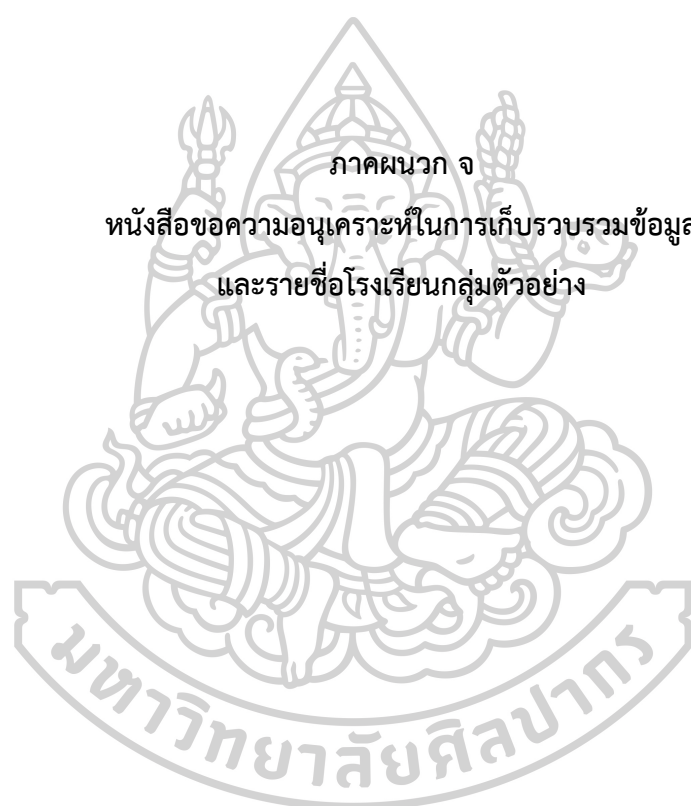 ภาคผนวก จ
หนังสือขอความอนุเคราะห์ในการเก็บรวบรวมข้อมูล
และรายชื่อโรงเรียนกลุ่มตัวอย่าง
มหาวิทยาลัยศิลปากร